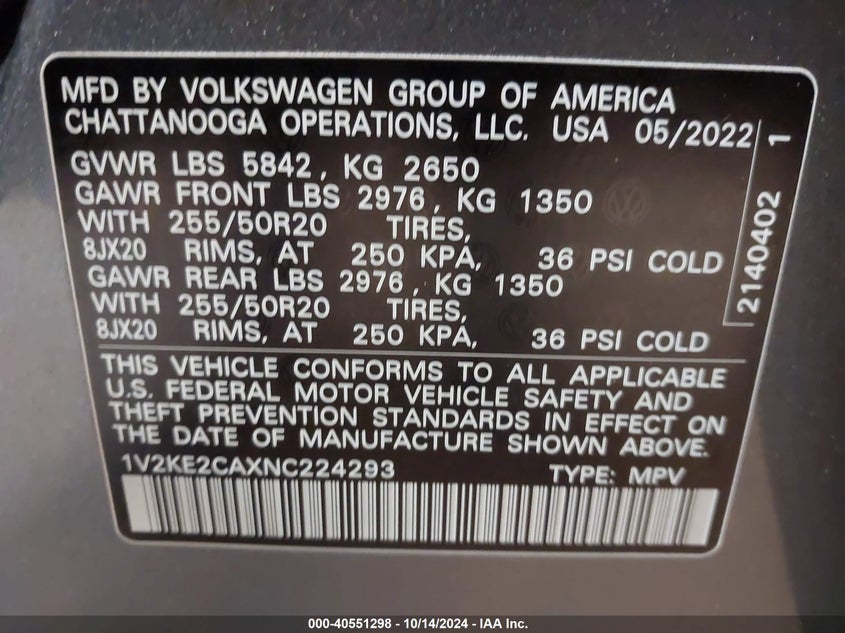 MFD BY VOLKSWAGEN GROUP OF AMERICA
CHATTANOOGA OPERATIONS, LLC. USA 05/2022
GVWR LBS 5842, KG 2650
GAWR FRONT LBS 2976, KG 1350
WITH 255/50R20 TIRES,
8JX20 RIMS, AT 250 KPA, 36 PSI COLD
GAWR REAR LBS 2976, KG 1350
WITH 255/50R20 TIRES,
8JX20 RIMS, AT 250 KPA, 36 PSI COLD
2140402 1
THIS VEHICLE CONFORMS TO ALL APPLICABLE
U.S. FEDERAL MOTOR VEHICLE SAFETY AND
THEFT PREVENTION STANDARDS IN EFFECT ON
THE DATE OF MANUFACTURE SHOWN ABOVE.
1V2KE2CAXNC224293 TYPE: MPV
000-40551298 - 10/14/2024 - IAA Inc.